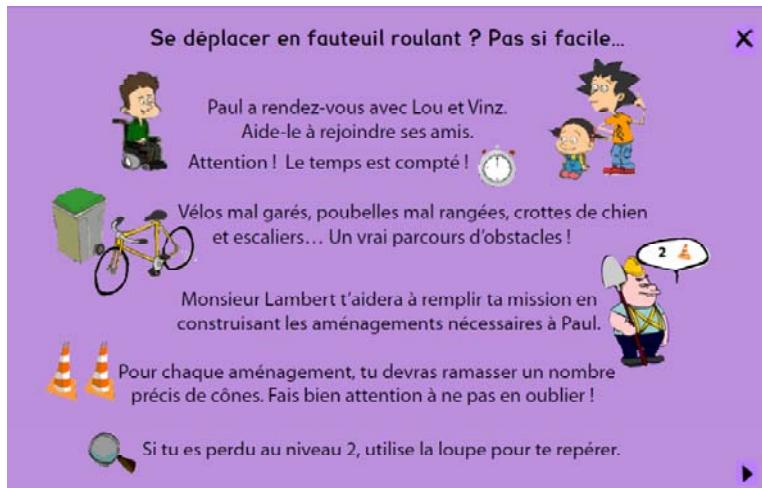 Se déplacer en fauteuil roulant ? Pas si facile...
Paul a rendez-vous avec Lou et Vinz.
Aide-le à rejoindre ses amis.
Attention ! Le temps est compté !
Vélos mal garés, poubelles mal rangées, crottes de chien
et escaliers... Un vrai parcours d'obstacles !
2
Monsieur Lambert t'aidera à remplir ta mission en
construisant les aménagements nécessaires à Paul.
Pour chaque aménagement, tu devras ramasser un nombre
précis de cônes. Fais bien attention à ne pas en oublier !
Si tu es perdu au niveau 2, utilise la loupe pour te repérer.